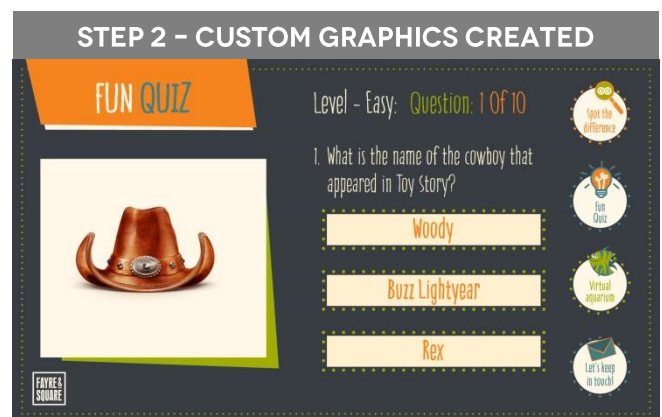 STEP 2 – CUSTOM GRAPHICS CREATED
FUN QUIZ
Level - Easy: Question: 1 Of 10
1. What is the name of the cowboy that
appeared in Toy Story?
Woody
Buzz Lightyear
Rex
Spot the
difference
Fun
Quiz
Virtual
aquarium
Let's keep
in touch!
FAYRE &
SQUARE